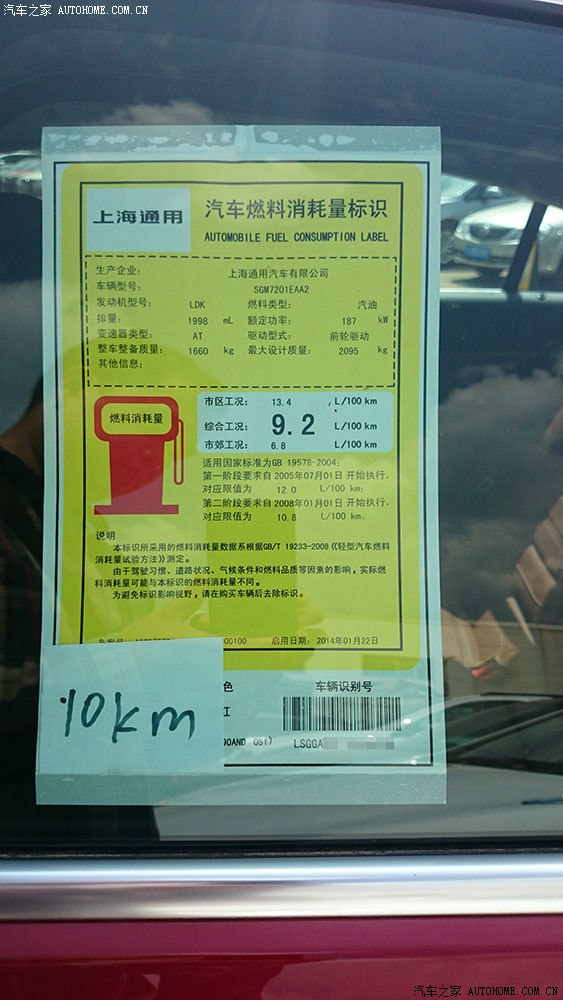 汽车之家 AUTOHOME.COM.CN
上海通用
汽车燃料消耗量标识
AUTOMOBILE FUEL CONSUMPTION LABEL
生产企业: 上海通用汽车有限公司
车辆型号: SGM7201EAA2
发动机型号: LDK 燃料类型: 汽油
排量: 1998 mL 额定功率: 187 kW
变速器类型: AT 驱动型式: 前轮驱动
整车整备质量: 1660 kg 最大设计质量: 2095 kg
其他信息:
燃料消耗量
市区工况: 13.4 L/100 km
综合工况: 9.2 L/100 km
市郊工况: 6.8 L/100 km
适用国家标准为GB 19578-2004;
第一阶段要求自2005年07月01日开始执行,
对应限值为 12.0 L/100 km;
第二阶段要求自2008年01月01日开始执行,
对应限值为 10.8 L/100 km。
说明
本标识所采用的燃料消耗量数据系根据GB/T 19233-2008《轻型汽车燃
料消耗量试验方法》测定。
由于驾驶习惯、道路状况、气候条件和燃料品质等因素的影响,实际燃
料消耗量可能与本标识的燃料消耗量不同。
为避免标识影响视野,请在购买车辆后去除标识。
00100 启用日期: 2014年01月22日
色 车辆识别号
红
10km
90AND OSI) LSGGA
汽车之家 AUTOHOME.COM.CN